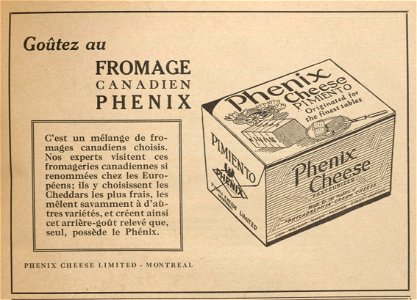 Goûtez au
FROMAGE
CANADIEN
PHENIX
C'est un mélange de fro-
mages canadiens choisis.
Nos experts visitent ces
fromageries canadiennes si
renommées chez les Euro-
péens; ils y choisissent les
Cheddars les plus frais, les
mêlent savamment à d'au-
tres variétés, et créent ainsi
cet arrière-goût relevé que,
seul, possède le Phénix.
PHENIX CHEESE LIMITED - MONTREAL
Phenix
Cheese
PIMIENTO
Originated for
the finest tables
PIMIENTO
PHENIX
LIMITED
Phenix
Cheese